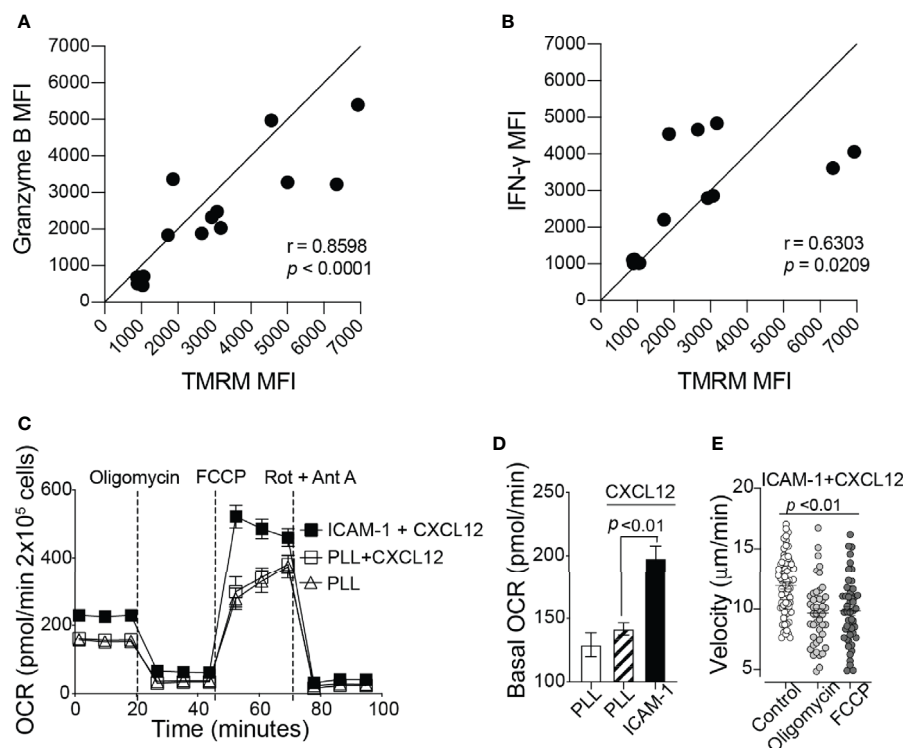 A
7000
6000
5000
4000
3000
2000
1000
0
Granzyme B MFI
r = 0.8598
p < 0.0001
0 1000 2000 3000 4000 5000 6000 7000
TMRM MFI
B
7000
6000
5000
4000
3000
2000
1000
0
IFN-γ MFI
r = 0.6303
p = 0.0209
0 1000 2000 3000 4000 5000 6000 7000
TMRM MFI
C
OCR (pmol/min 2x10⁵ cells)
Oligomycin FCCP Rot + Ant A
600
400
200
0
ICAM-1 + CXCL12
PLL+CXCL12
PLL
0 20 40 60 80 100
Time (minutes)
D
Basal OCR (pmol/min)
CXCL12
p <0.01
250
200
150
100
PLL PLL ICAM-1
E
ICAM-1+CXCL12
p <0.01
Velocity (μm/min)
20
15
10
5
Control Oligomycin FCCP